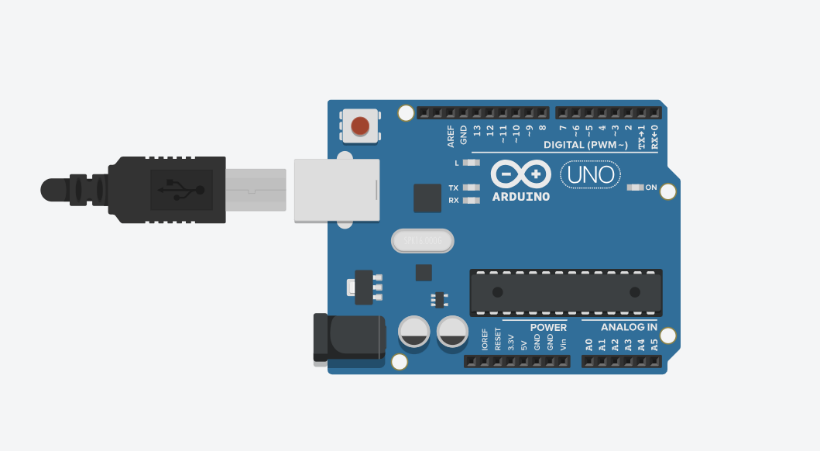 AREF
GND
13
12
~11
~10
~9
8
7
~6
~5
4
~3
2
TX→1
RX←0
DIGITAL (PWM~)
L
TX
RX
UNO
ON
ARDUINO
POWER
ANALOG IN
IOREF
RESET
3.3V
5V
GND
GND
Vin
A0
A1
A2
A3
A4
A5